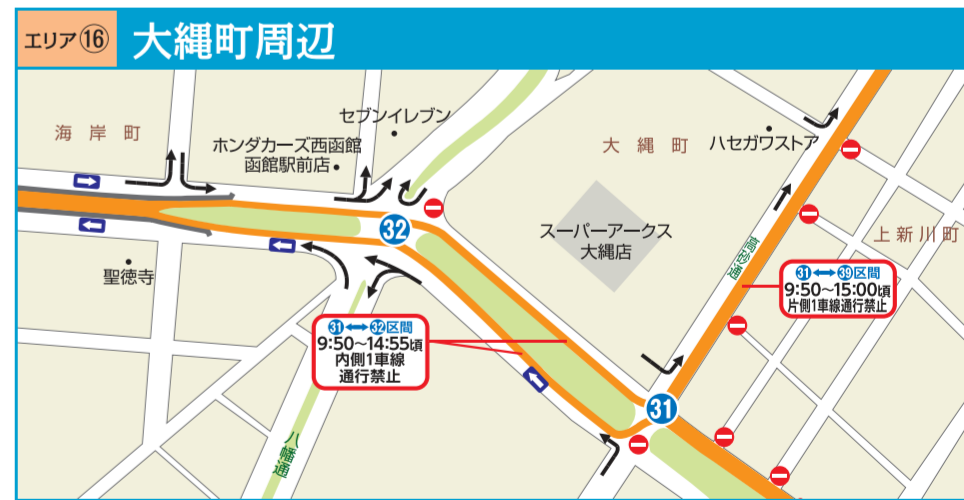 エリア⑯ 大縄町周辺
セブンイレブン
海岸町
ホンダカーズ西函館
函館駅前店
大縄町
ハセガワストア
32
上新川町
スーパーアークス
大縄店
高砂通
聖徳寺
31⟷39区間
9:50〜15:00頃
片側1車線通行禁止
31⟷32区間
9:50〜14:55頃
内側1車線
通行禁止
31
八幡通